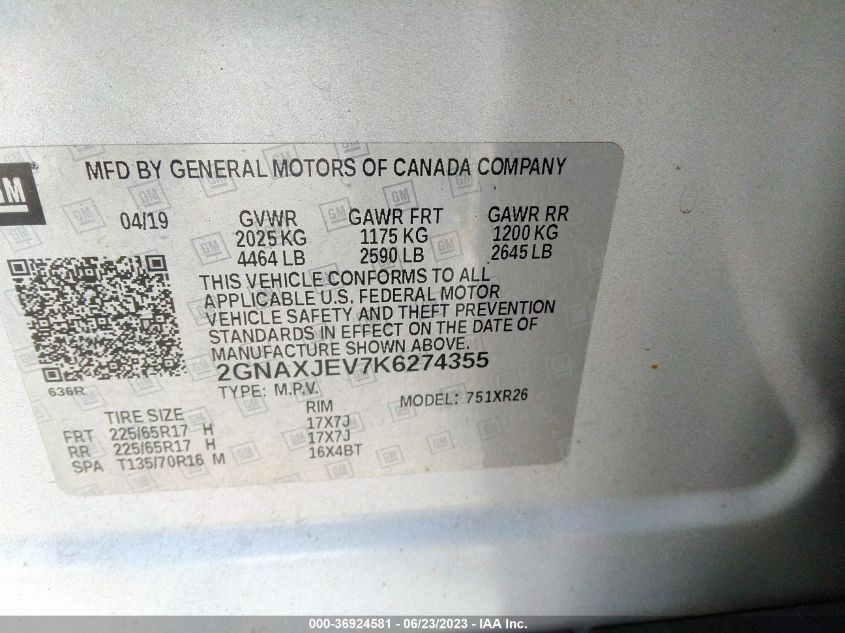 GM
MFD BY GENERAL MOTORS OF CANADA COMPANY
04/19 GVWR GAWR FRT GAWR RR
2025 KG 1175 KG 1200 KG
4464 LB 2590 LB 2645 LB
THIS VEHICLE CONFORMS TO ALL
APPLICABLE U.S. FEDERAL MOTOR
VEHICLE SAFETY AND THEFT PREVENTION
STANDARDS IN EFFECT ON THE DATE OF
MANUFACTURE SHOWN ABOVE.
2GNAXJEV7K6274355
636R
TYPE: M.P.V. MODEL: 751XR26
TIRE SIZE RIM
FRT 225/65R17 H 17X7J
RR 225/65R17 H 17X7J
SPA T135/70R16 M 16X4BT
000-36924581 - 06/23/2023 - IAA Inc.